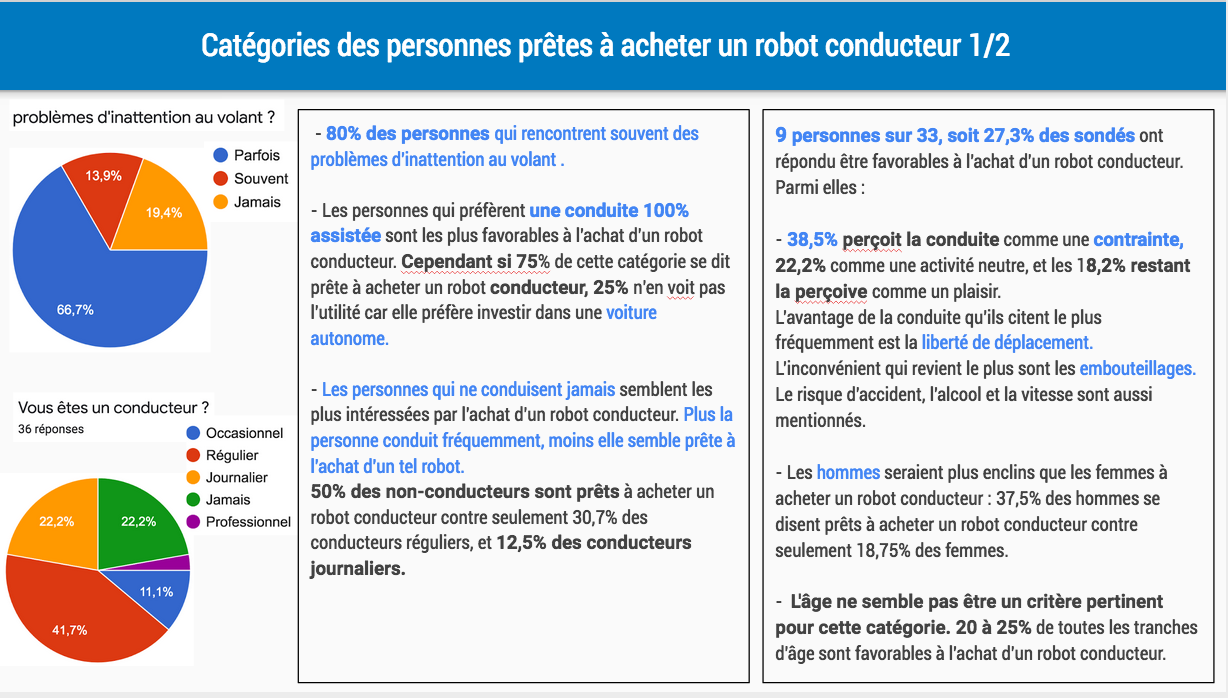 Catégories des personnes prêtes à acheter un robot conducteur 1/2
problèmes d'inattention au volant ?
Parfois
Souvent
Jamais
13,9%
19,4%
66,7%
Vous êtes un conducteur ?
36 réponses
Occasionnel
Régulier
Journalier
Jamais
Professionnel
22,2%
22,2%
11,1%
41,7%
- 80% des personnes qui rencontrent souvent des
problèmes d'inattention au volant .
- Les personnes qui préfèrent une conduite 100%
assistée sont les plus favorables à l'achat d'un robot
conducteur. Cependant si 75% de cette catégorie se dit
prête à acheter un robot conducteur, 25% n'en voit pas
l'utilité car elle préfère investir dans une voiture
autonome.
- Les personnes qui ne conduisent jamais semblent les
plus intéressées par l'achat d'un robot conducteur. Plus la
personne conduit fréquemment, moins elle semble prête à
l'achat d'un tel robot.
50% des non-conducteurs sont prêts à acheter un
robot conducteur contre seulement 30,7% des
conducteurs réguliers, et 12,5% des conducteurs
journaliers.
9 personnes sur 33, soit 27,3% des sondés ont
répondu être favorables à l'achat d'un robot conducteur.
Parmi elles :
- 38,5% perçoit la conduite comme une contrainte,
22,2% comme une activité neutre, et les 18,2% restant
la perçoive comme un plaisir.
L'avantage de la conduite qu'ils citent le plus
fréquemment est la liberté de déplacement.
L'inconvénient qui revient le plus sont les embouteillages.
Le risque d'accident, l'alcool et la vitesse sont aussi
mentionnés.
- Les hommes seraient plus enclins que les femmes à
acheter un robot conducteur : 37,5% des hommes se
disent prêts à acheter un robot conducteur contre
seulement 18,75% des femmes.
- L'âge ne semble pas être un critère pertinent
pour cette catégorie. 20 à 25% de toutes les tranches
d'âge sont favorables à l'achat d'un robot conducteur.